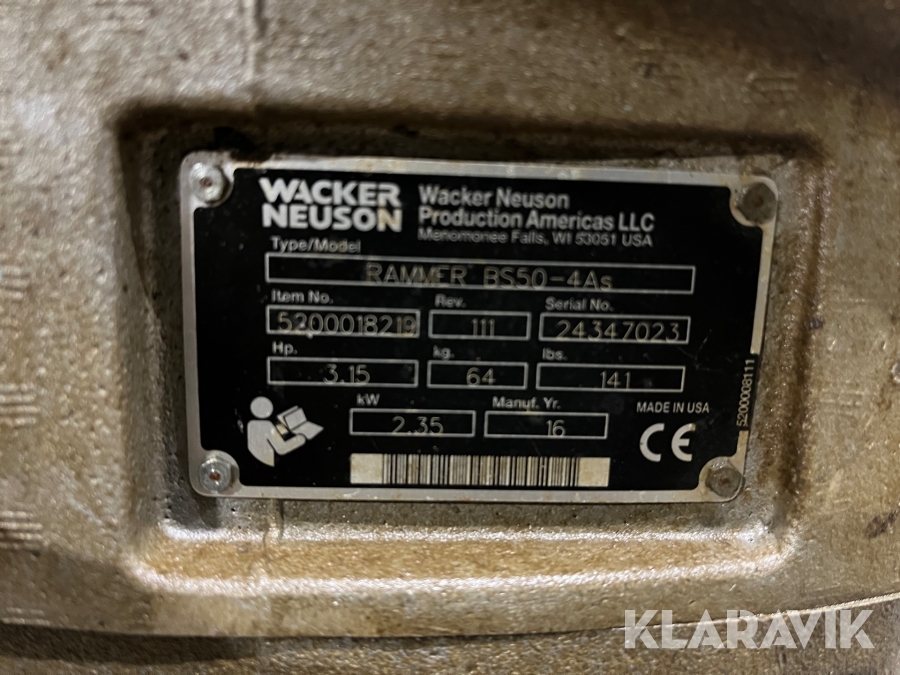 WACKER
NEUSON
Wacker Neuson
Production Americas LLC
Menomonee Falls, WI 53051 USA
Type/Model
RAMMER BS50-4As
Item No. Rev. Serial No.
5200018219 111 24347023
Hp. kg. lbs.
3.15 64 141
kW Manuf. Yr.
2.35 16
MADE IN USA
CE
5200008111
KLARAVIK